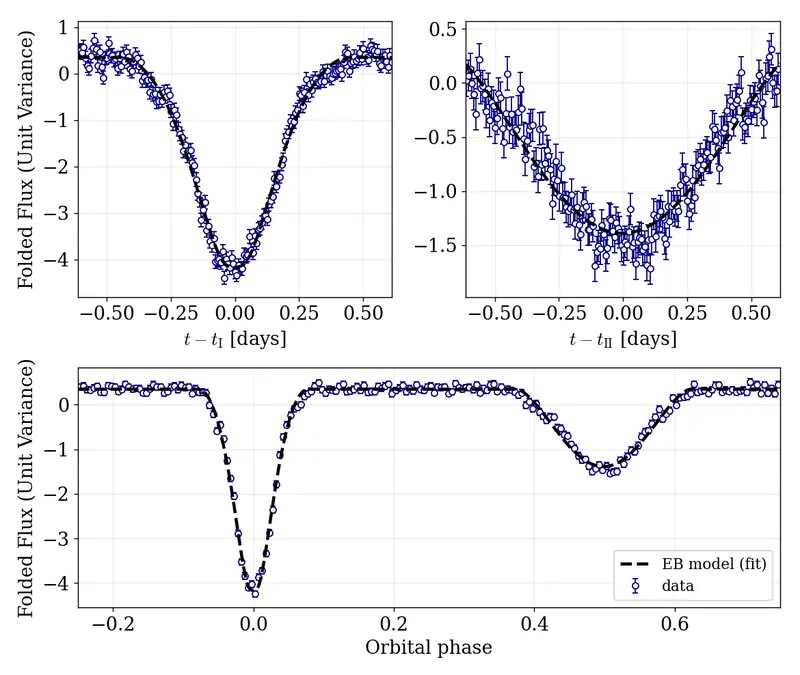 1
0
−1
−2
−3
−4
Folded Flux (Unit Variance)
−0.50 −0.25 0.00 0.25 0.50
t − t_I [days]
0.5
0.0
−0.5
−1.0
−1.5
−0.50 −0.25 0.00 0.25 0.50
t − t_II [days]
0
−1
−2
−3
−4
Folded Flux (Unit Variance)
EB model (fit)
data
−0.2 0.0 0.2 0.4 0.6
Orbital phase